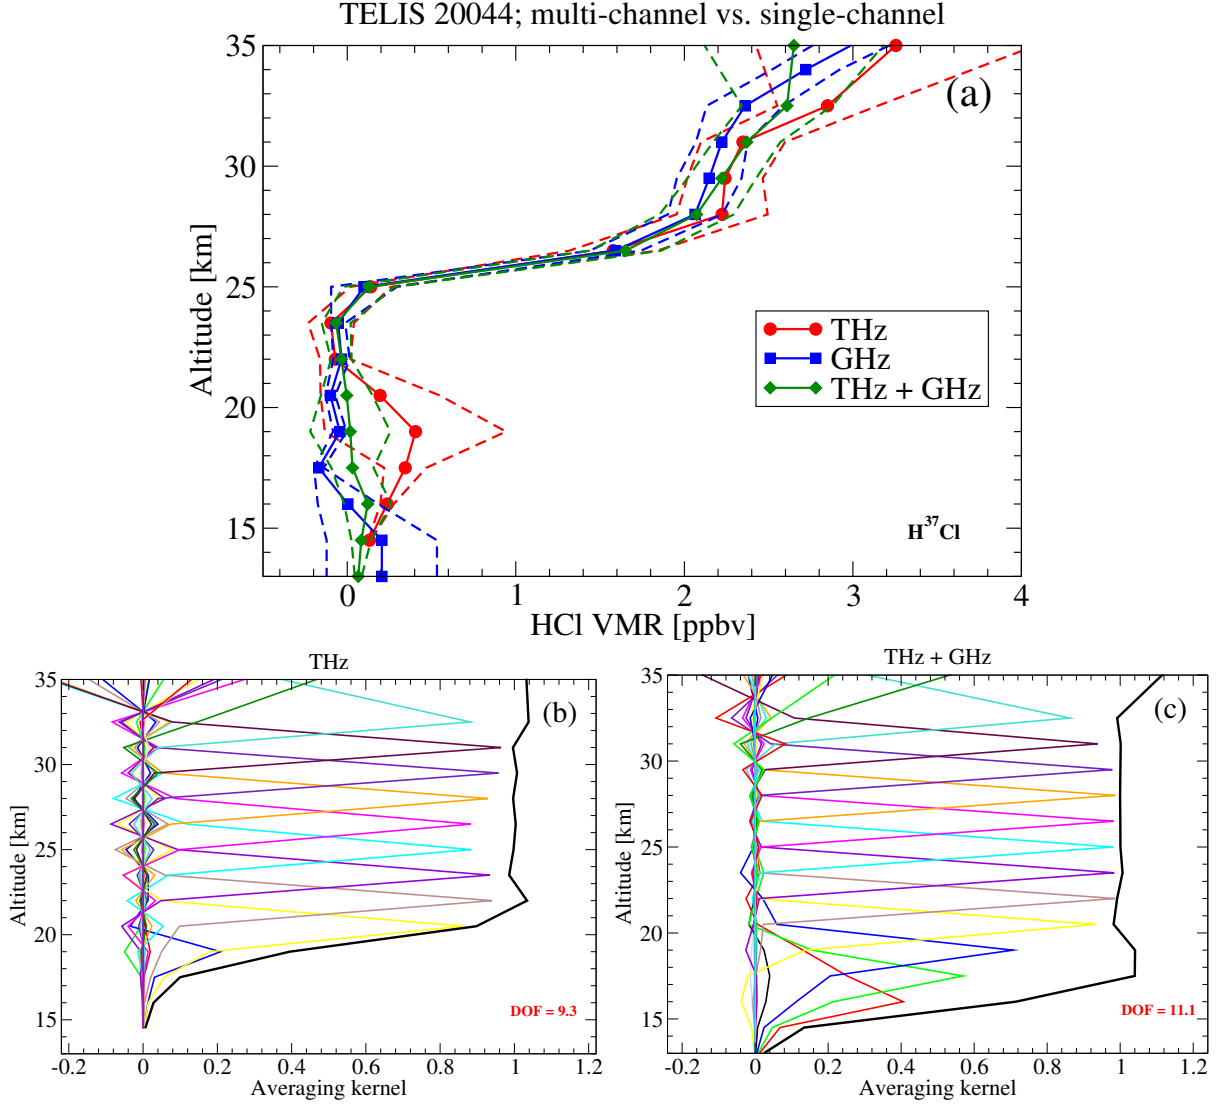 TELIS 20044; multi-channel vs. single-channel
35
30
25
20
15
Altitude [km]
(a)
THz
GHz
THz + GHz
H³⁷Cl
0 1 2 3 4
HCl VMR [ppbv]
THz
35
30
25
20
15
Altitude [km]
(b)
DOF = 9.3
-0.2 0 0.2 0.4 0.6 0.8 1 1.2
Averaging kernel
THz + GHz
35
30
25
20
15
Altitude [km]
(c)
DOF = 11.1
-0.2 0 0.2 0.4 0.6 0.8 1 1.2
Averaging kernel